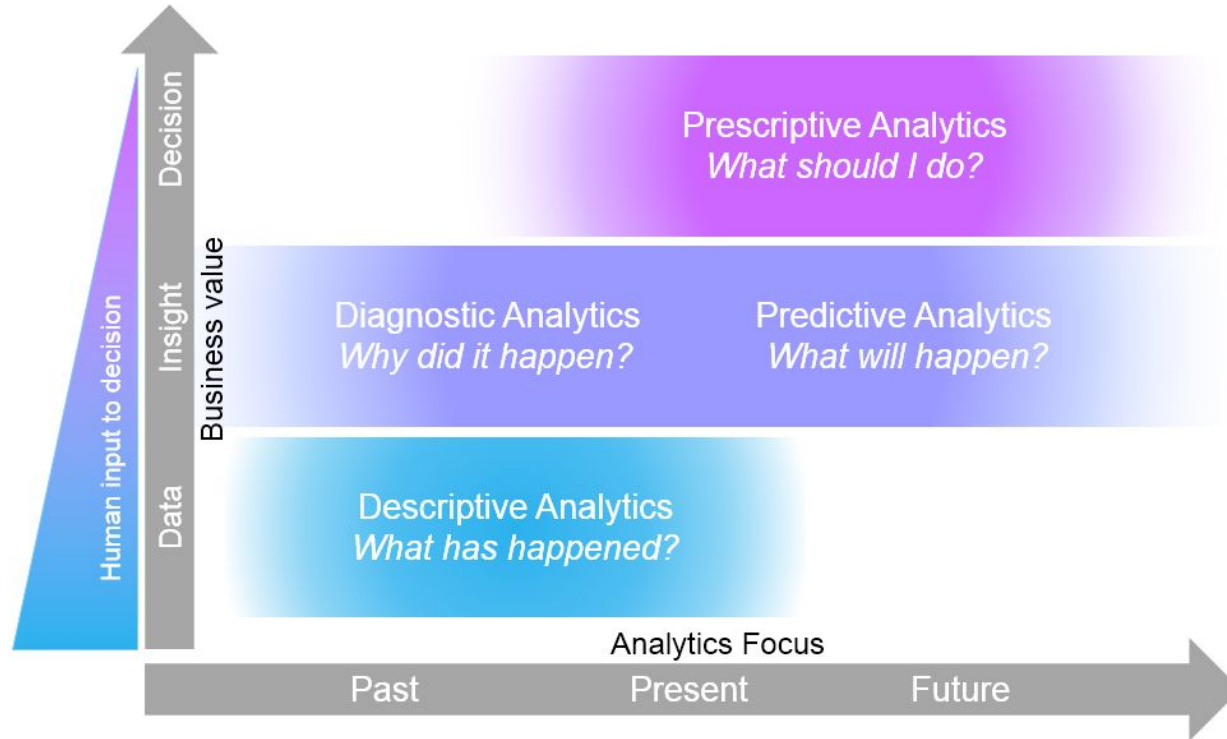 Decision
Prescriptive Analytics
What should I do?
Insight
Business value
Human input to decision
Diagnostic Analytics
Why did it happen?
Predictive Analytics
What will happen?
Data
Descriptive Analytics
What has happened?
Analytics Focus
Past
Present
Future